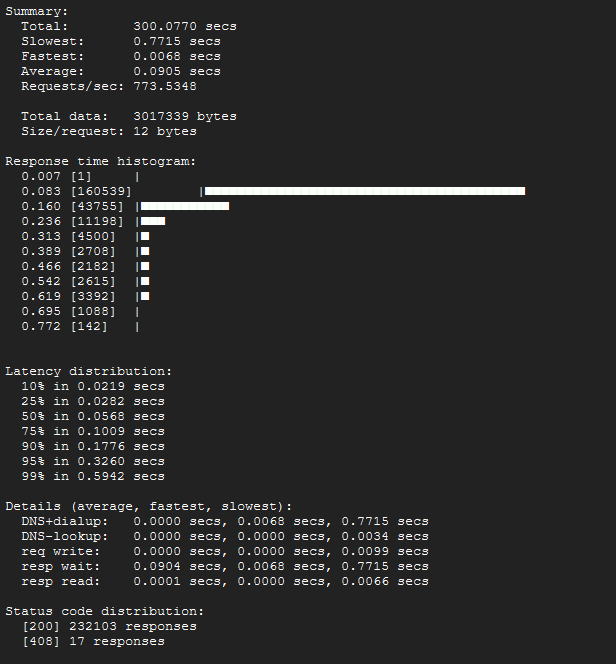 Summary:
  Total:        300.0770 secs
  Slowest:      0.7715 secs
  Fastest:      0.0068 secs
  Average:      0.0905 secs
  Requests/sec: 773.5348

  Total data:   3017339 bytes
  Size/request: 12 bytes

Response time histogram:
  0.007 [1]     |
  0.083 [160539]        |■■■■■■■■■■■■■■■■■■■■■■■■■■■■■■■■■■■■■■■■
  0.160 [43755] |■■■■■■■■■■■
  0.236 [11198] |■■■
  0.313 [4500]  |■
  0.389 [2708]  |■
  0.466 [2182]  |■
  0.542 [2615]  |■
  0.619 [3392]  |■
  0.695 [1088]  |
  0.772 [142]   |

Latency distribution:
  10% in 0.0219 secs
  25% in 0.0282 secs
  50% in 0.0568 secs
  75% in 0.1009 secs
  90% in 0.1776 secs
  95% in 0.3260 secs
  99% in 0.5942 secs

Details (average, fastest, slowest):
  DNS+dialup:   0.0000 secs, 0.0068 secs, 0.7715 secs
  DNS-lookup:   0.0000 secs, 0.0000 secs, 0.0034 secs
  req write:    0.0000 secs, 0.0000 secs, 0.0099 secs
  resp wait:    0.0904 secs, 0.0068 secs, 0.7715 secs
  resp read:    0.0001 secs, 0.0000 secs, 0.0066 secs

Status code distribution:
  [200] 232103 responses
  [408] 17 responses